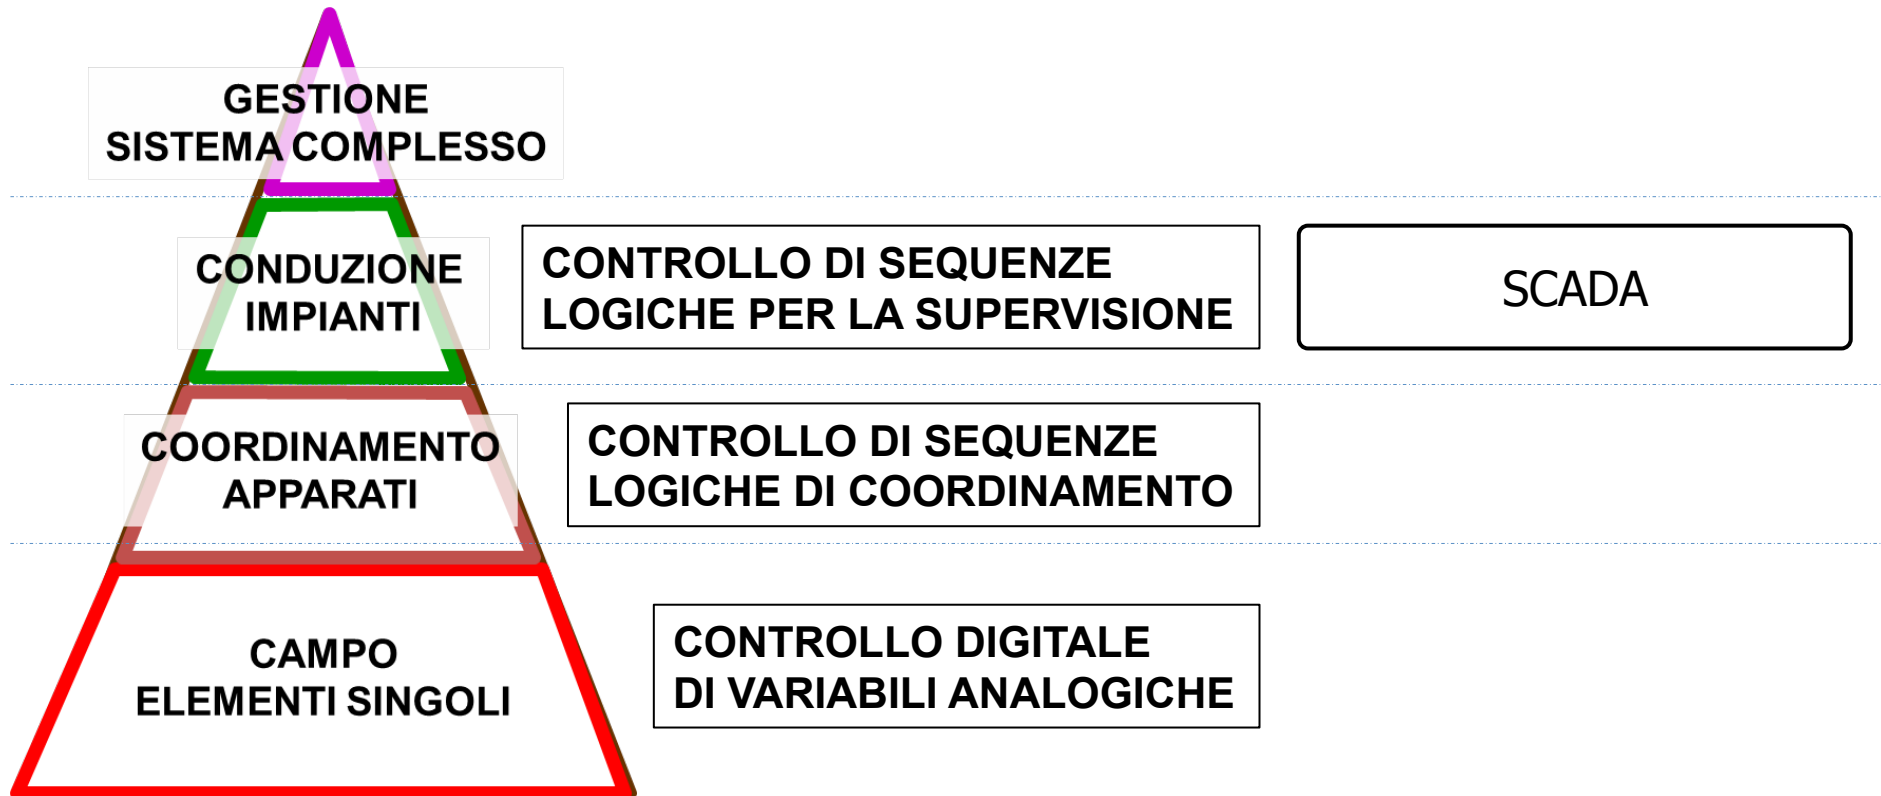 GESTIONE
SISTEMA COMPLESSO
CONDUZIONE
IMPIANTI
CONTROLLO DI SEQUENZE
LOGICHE PER LA SUPERVISIONE
SCADA
COORDINAMENTO
APPARATI
CONTROLLO DI SEQUENZE
LOGICHE DI COORDINAMENTO
CAMPO
ELEMENTI SINGOLI
CONTROLLO DIGITALE
DI VARIABILI ANALOGICHE